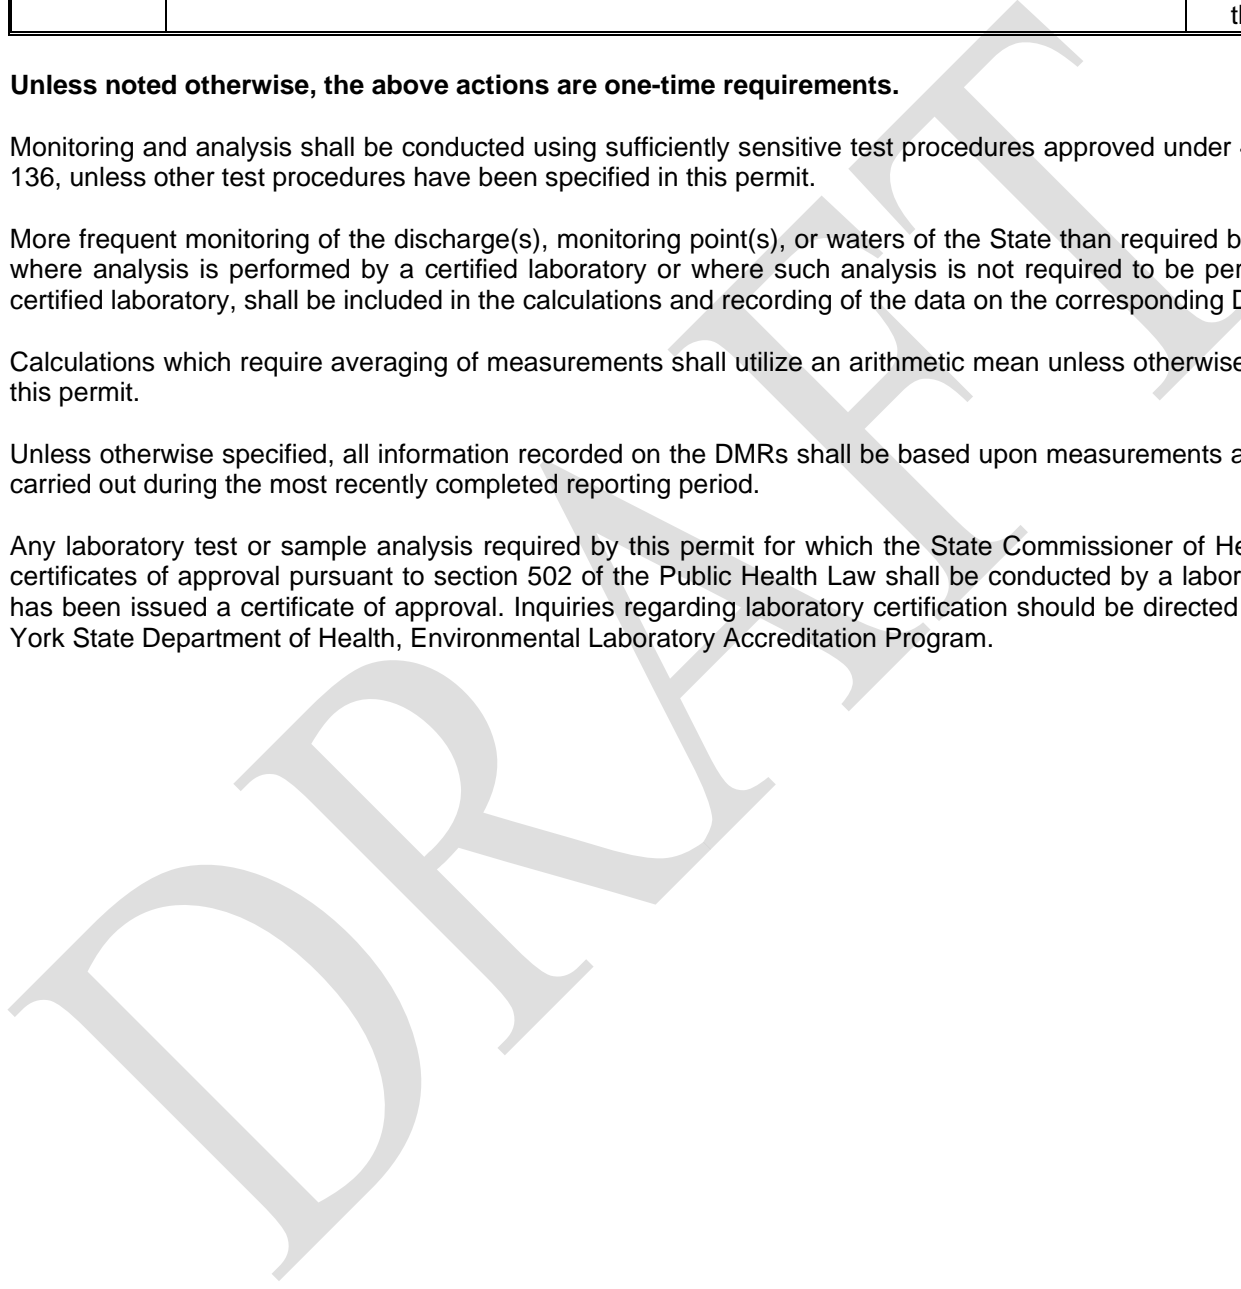 Unless noted otherwise, the above actions are one-time requirements.
Monitoring and analysis shall be conducted using sufficiently sensitive test procedures approved under
136, unless other test procedures have been specified in this permit.
More frequent monitoring of the discharge(s), monitoring point(s), or waters of the State than required
where analysis is performed by a certified laboratory or where such analysis is not required to be
certified laboratory, shall be included in the calculations and recording of the data on the corresponding
Calculations which require averaging of measurements shall utilize an arithmetic mean unless otherwise
this permit.
Unless otherwise specified, all information recorded on the DMRs shall be based upon measurements
carried out during the most recently completed reporting period.
Any laboratory test or sample analysis required by this permit for which the State Commissioner of
certificates of approval pursuant to section 502 of the Public Health Law shall be conducted by a
has been issued a certificate of approval. Inquiries regarding laboratory certification should be directed
York State Department of Health, Environmental Laboratory Accreditation Program.
DRAFT